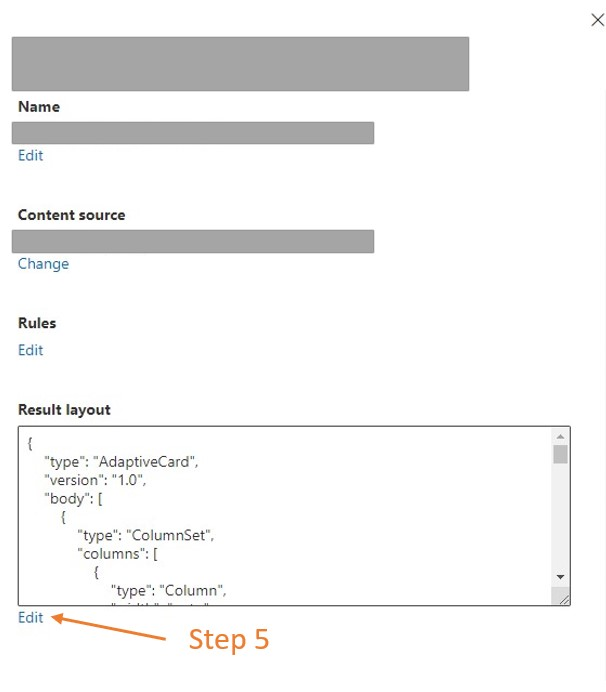 Name
Edit
Content source
Change
Rules
Edit
Result layout
{
"type": "AdaptiveCard",
"version": "1.0",
"body": [
{
"type": "ColumnSet",
"columns": [
{
"type": "Column",
Edit
Step 5